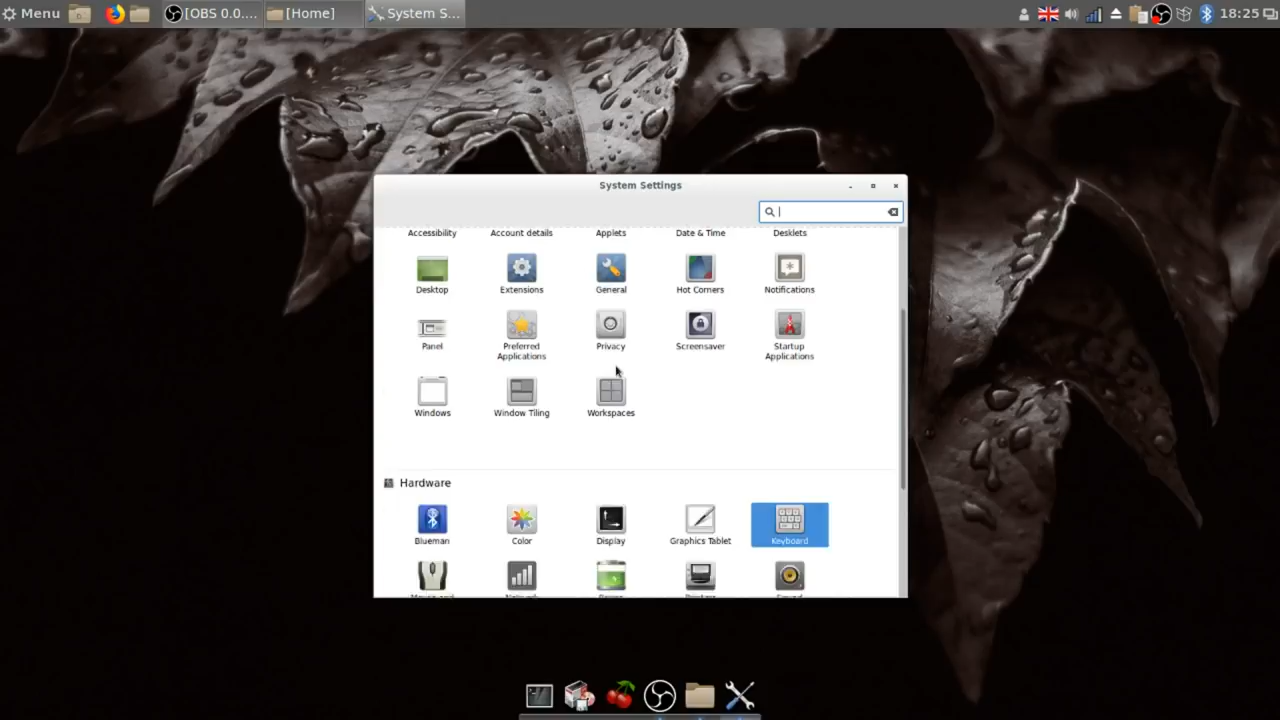 Menu
[OBS 0.0....
[Home]
System S...
18:25
System Settings
Accessibility
Account details
Applets
Date & Time
Desklets
Desktop
Extensions
General
Hot Corners
Notifications
Panel
Preferred
Applications
Privacy
Screensaver
Startup
Applications
Windows
Window Tiling
Workspaces
Hardware
Blueman
Color
Display
Graphics Tablet
Keyboard